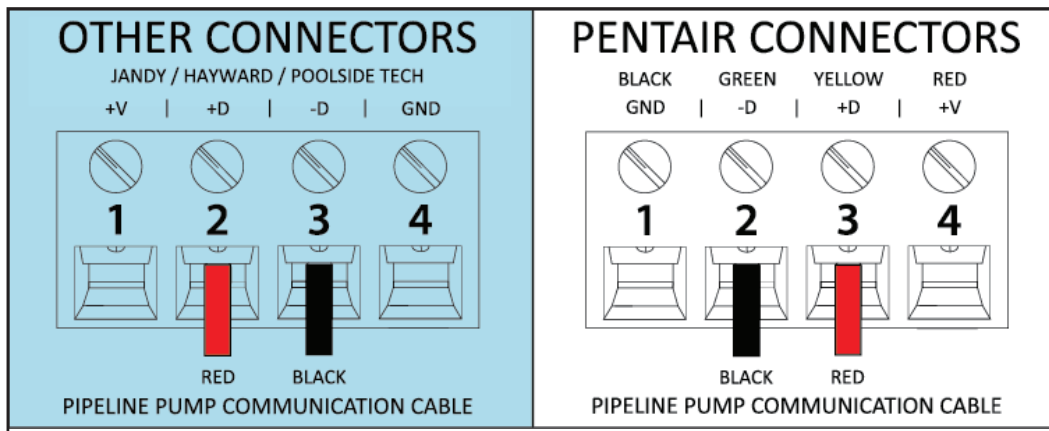 OTHER CONNECTORS
JANDY / HAYWARD / POOLSIDE TECH
+V | +D | -D | GND
1 2 3 4
RED BLACK
PIPELINE PUMP COMMUNICATION CABLE
PENTAIR CONNECTORS
BLACK GREEN YELLOW RED
GND | -D | +D | +V
1 2 3 4
BLACK RED
PIPELINE PUMP COMMUNICATION CABLE